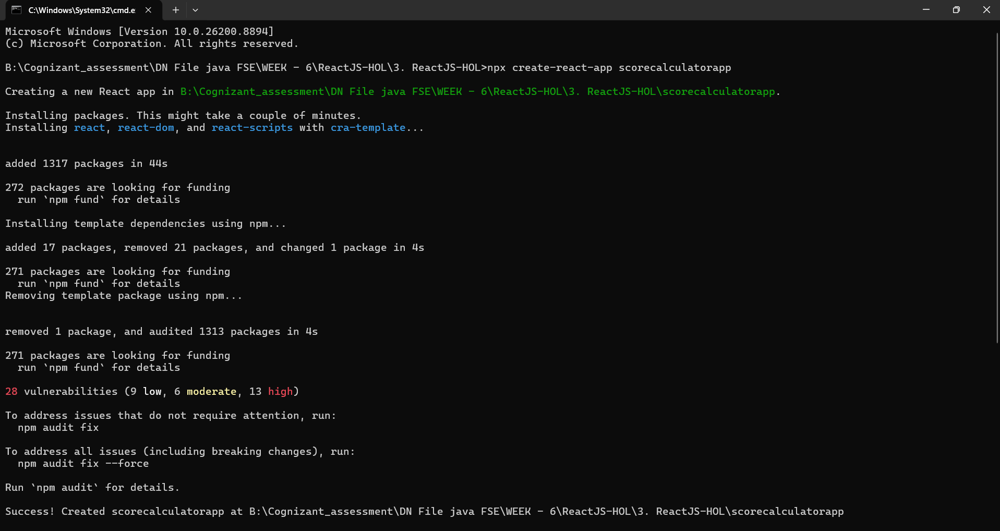 C:\Windows\System32\cmd.e
Microsoft Windows [Version 10.0.26200.8894]
(c) Microsoft Corporation. All rights reserved.
B:\Cognizant_assessment\DN File java FSE\WEEK - 6\ReactJS-HOL\3. ReactJS-HOL>npx create-react-app scorecalculatorapp
Creating a new React app in B:\Cognizant_assessment\DN File java FSE\WEEK - 6\ReactJS-HOL\3. ReactJS-HOL\scorecalculatorapp.
Installing packages. This might take a couple of minutes.
Installing react, react-dom, and react-scripts with cra-template...
added 1317 packages in 44s
272 packages are looking for funding
  run `npm fund` for details
Installing template dependencies using npm...
added 17 packages, removed 21 packages, and changed 1 package in 4s
271 packages are looking for funding
  run `npm fund` for details
Removing template package using npm...
removed 1 package, and audited 1313 packages in 4s
271 packages are looking for funding
  run `npm fund` for details
28 vulnerabilities (9 low, 6 moderate, 13 high)
To address issues that do not require attention, run:
  npm audit fix
To address all issues (including breaking changes), run:
  npm audit fix --force
Run `npm audit` for details.
Success! Created scorecalculatorapp at B:\Cognizant_assessment\DN File java FSE\WEEK - 6\ReactJS-HOL\3. ReactJS-HOL\scorecalculatorapp